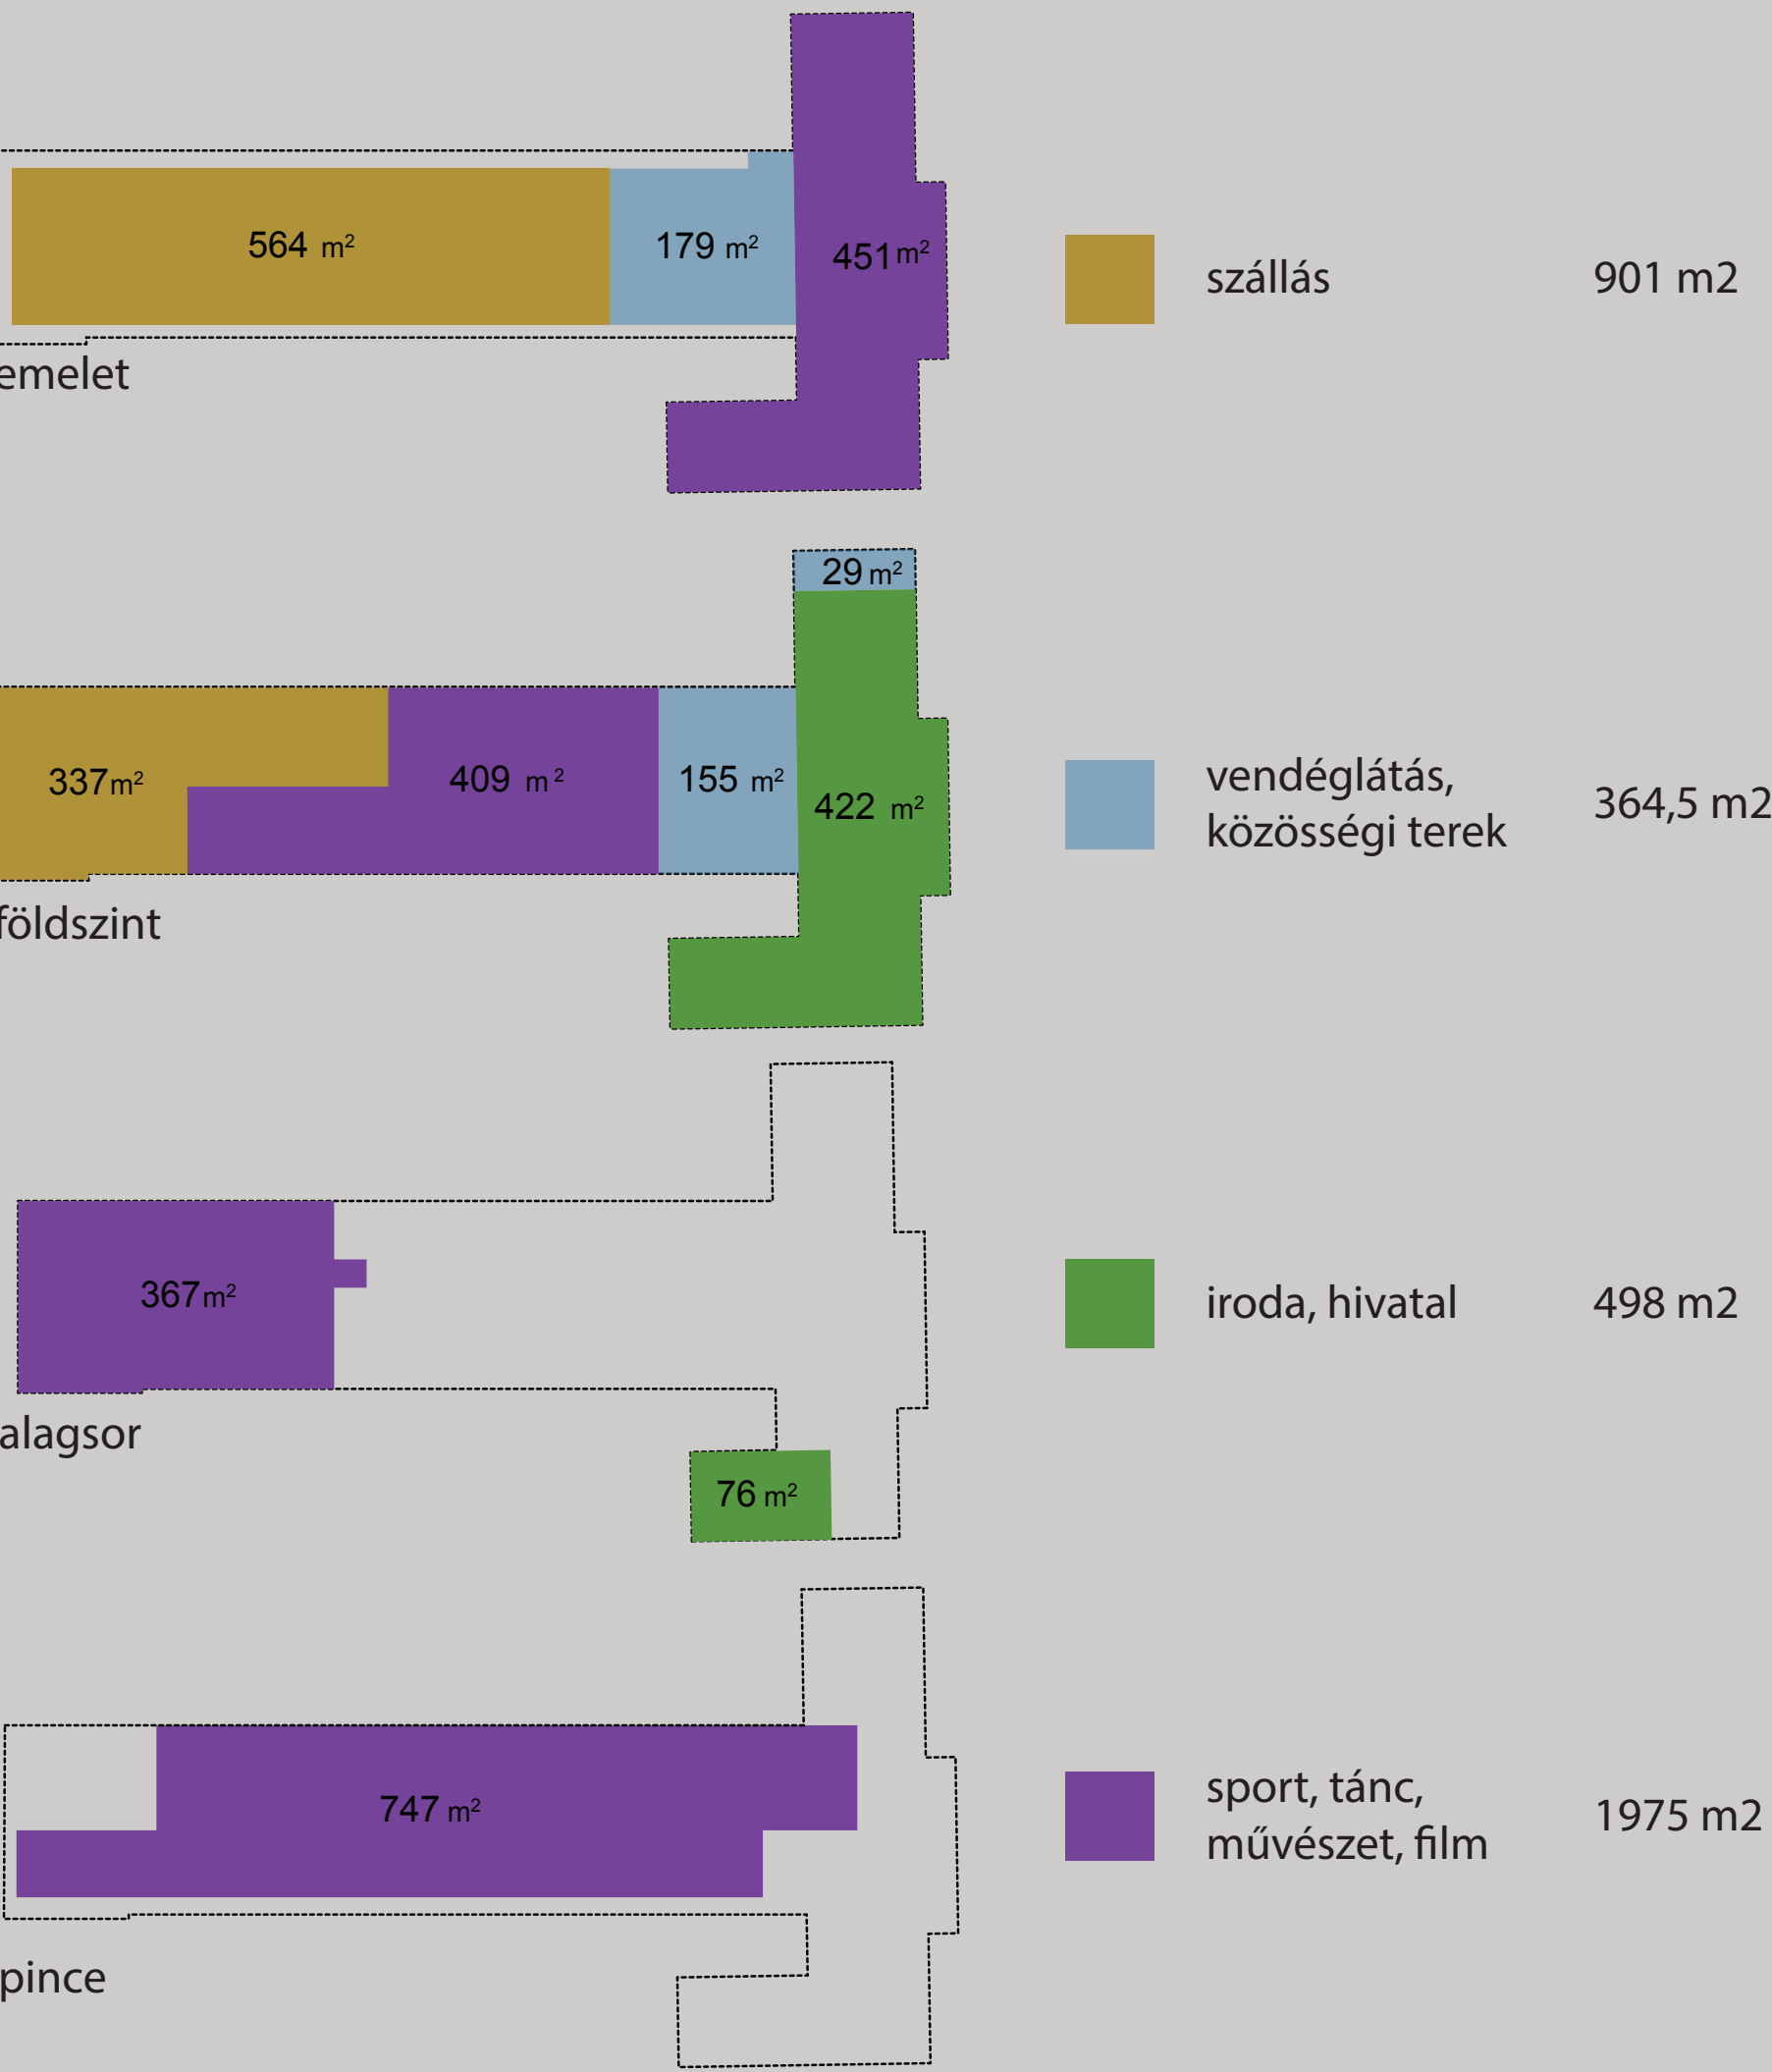 564 m²
179 m²
451 m²
szállás
901 m2
emelet
29 m²
337 m²
409 m²
155 m²
422 m²
vendéglátás,
közösségi terek
364,5 m2
földszint
367 m²
iroda, hivatal
498 m2
alagsor
76 m²
747 m²
sport, tánc,
művészet, film
1975 m2
pince